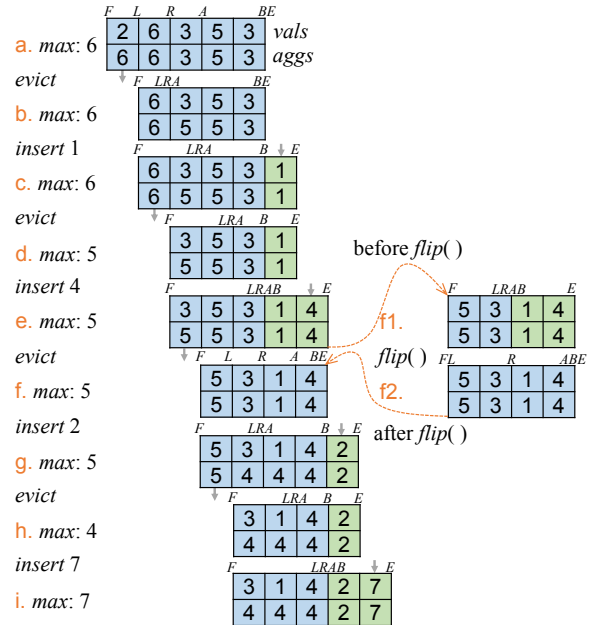 F L R A BE
2 6 3 5 3 vals
a. max: 6
6 6 3 5 3 aggs
evict
F LRA BE
6 3 5 3
b. max: 6
6 5 5 3
insert 1
F LRA B E
6 3 5 3 1
c. max: 6
6 5 5 3 1
evict
F LRA B E
3 5 3 1
d. max: 5
5 5 3 1
before flip( )
insert 4
F LRAB E
3 5 3 1 4
e. max: 5
5 5 3 1 4
f1.
F LRAB E
5 3 1 4
5 3 1 4
evict
flip( )
F L R A BE
5 3 1 4
f. max: 5
5 3 1 4
f2.
FL R ABE
5 3 1 4
5 3 1 4
insert 2
after flip( )
F LRA B E
5 3 1 4 2
g. max: 5
5 4 4 4 2
evict
F LRA B E
3 1 4 2
h. max: 4
4 4 4 2
insert 7
F LRAB E
3 1 4 2 7
i. max: 7
4 4 4 2 7